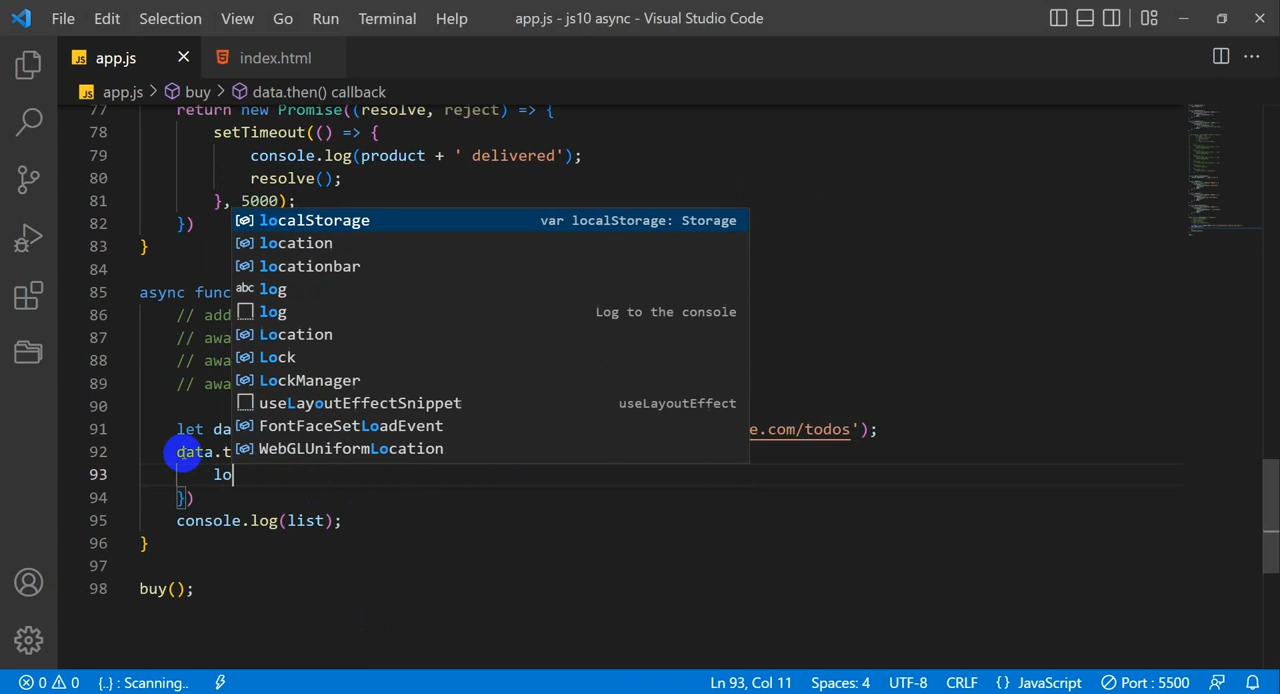 File Edit Selection View Go Run Terminal Help app.js - js10 async - Visual Studio Code
JS app.js index.html
JS app.js > buy > data.then() callback
77 return new Promise((resolve, reject) => {
78 setTimeout(() => {
79 console.log(product + ' delivered');
80 resolve();
81 }, 5000);
82 })
83 }
84
85 async func
86 // add
87 // awa
88 // awa
89 // awa
90
91 let da e.com/todos');
92 data.t
93 lo
94 })
95 console.log(list);
96 }
97
98 buy();
localStorage var localStorage: Storage
location
locationbar
abc log
log Log to the console
Location
Lock
LockManager
useLayoutEffectSnippet useLayoutEffect
FontFaceSetLoadEvent
WebGLUniformLocation
0 0 {..} : Scanning.. Ln 93, Col 11 Spaces: 4 UTF-8 CRLF {} JavaScript Port : 5500